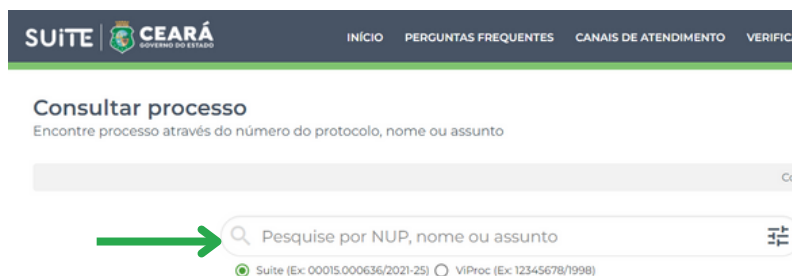 SUiTE CEARÁ
GOVERNO DO ESTADO
INÍCIO PERGUNTAS FREQUENTES CANAIS DE ATENDIMENTO VERIFICA
Consultar processo
Encontre processo através do número do protocolo, nome ou assunto
Co
Pesquise por NUP, nome ou assunto
Suite (Ex: 00015.000636/2021-25) ViProc (Ex: 12345678/1998)